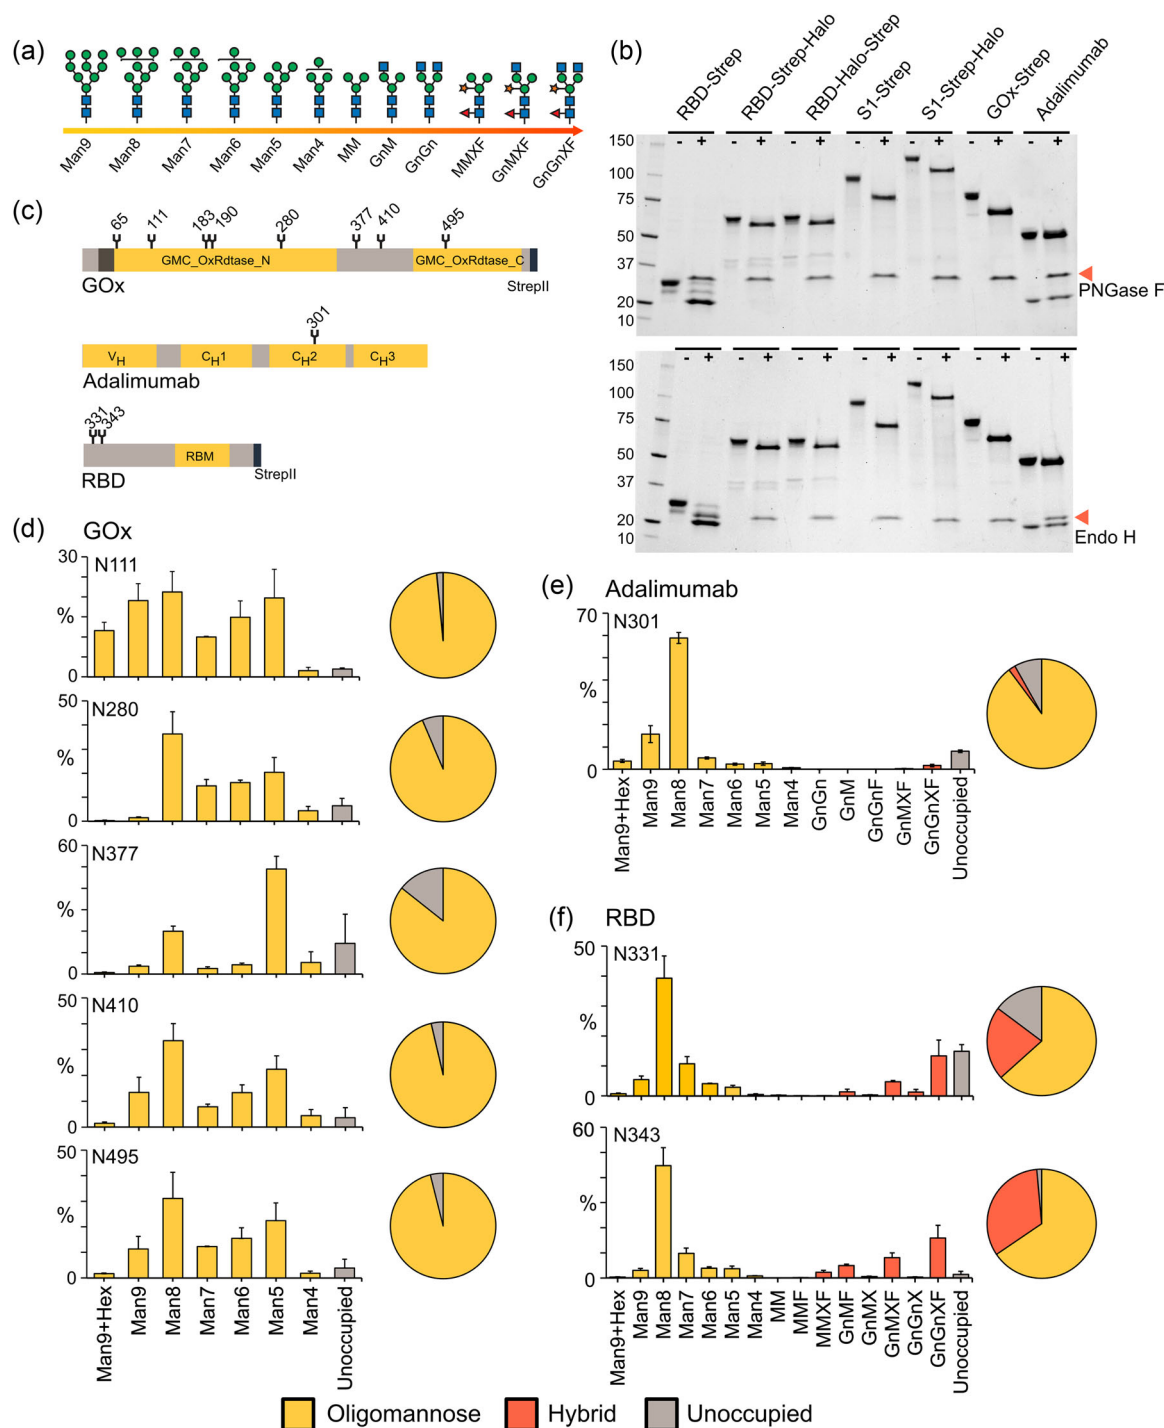 (a)
Man9
Man8
Man7
Man6
Man5
Man4
MM
GnM
GnGn
MMXF
GnMXF
GnGnXF
(b)
RBD-Strep
RBD-Strep-Halo
RBD-Halo-Strep
S1-Strep
S1-Strep-Halo
GOx-Strep
Adalimumab
- + - + - + - + - + - + - +
150
100
75
50
37
20
10
PNGase F
- + - + - + - + - + - + - +
150
100
75
50
37
20
10
Endo H
(c)
65 111 183 190 280 377 410 495
GMC_OxRdtase_N GMC_OxRdtase_C
GOx StrepII
301
VH CH1 CH2 CH3
Adalimumab
331 343
RBM
RBD StrepII
(d) GOx
N111
30
%
0
N280
50
%
0
N377
60
%
0
N410
50
%
0
N495
50
%
0
Man9+Hex
Man9
Man8
Man7
Man6
Man5
Man4
Unoccupied
(e) Adalimumab
N301
70
%
0
Man9+Hex
Man9
Man8
Man7
Man6
Man5
Man4
GnGn
GnM
GnGnF
GnMXF
GnGnXF
Unoccupied
(f) RBD
N331
50
%
0
N343
60
%
0
Man9+Hex
Man9
Man8
Man7
Man6
Man5
Man4
MM
MMF
MMXF
GnMF
GnMX
GnMXF
GnGnX
GnGnXF
Unoccupied
Oligomannose Hybrid Unoccupied